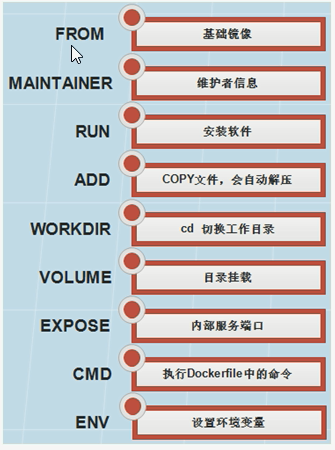 FROM 基础镜像
MAINTAINER 维护者信息
RUN 安装软件
ADD COPY文件，会自动解压
WORKDIR cd 切换工作目录
VOLUME 目录挂载
EXPOSE 内部服务端口
CMD 执行Dockerfile中的命令
ENV 设置环境变量